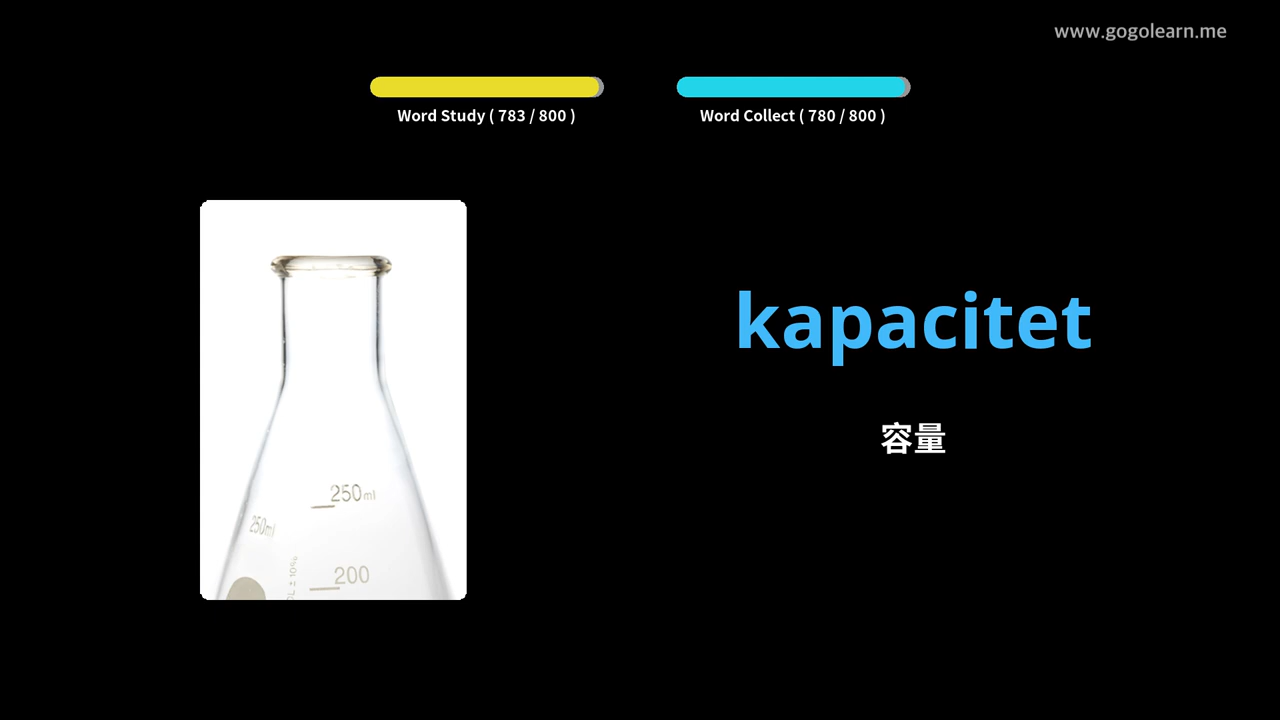 www.gogolearn.me
Word Study ( 783 / 800 )
Word Collect ( 780 / 800 )
kapacitet
容量
250ml
250ml
200